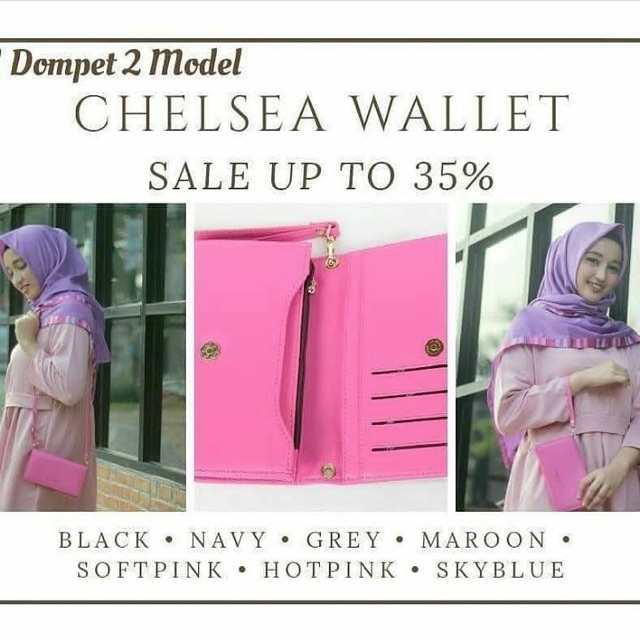 Dompet 2 Model
CHELSEA WALLET
SALE UP TO 35%
BLACK • NAVY • GREY • MAROON •
SOFTPINK • HOTPINK • SKYBLUE